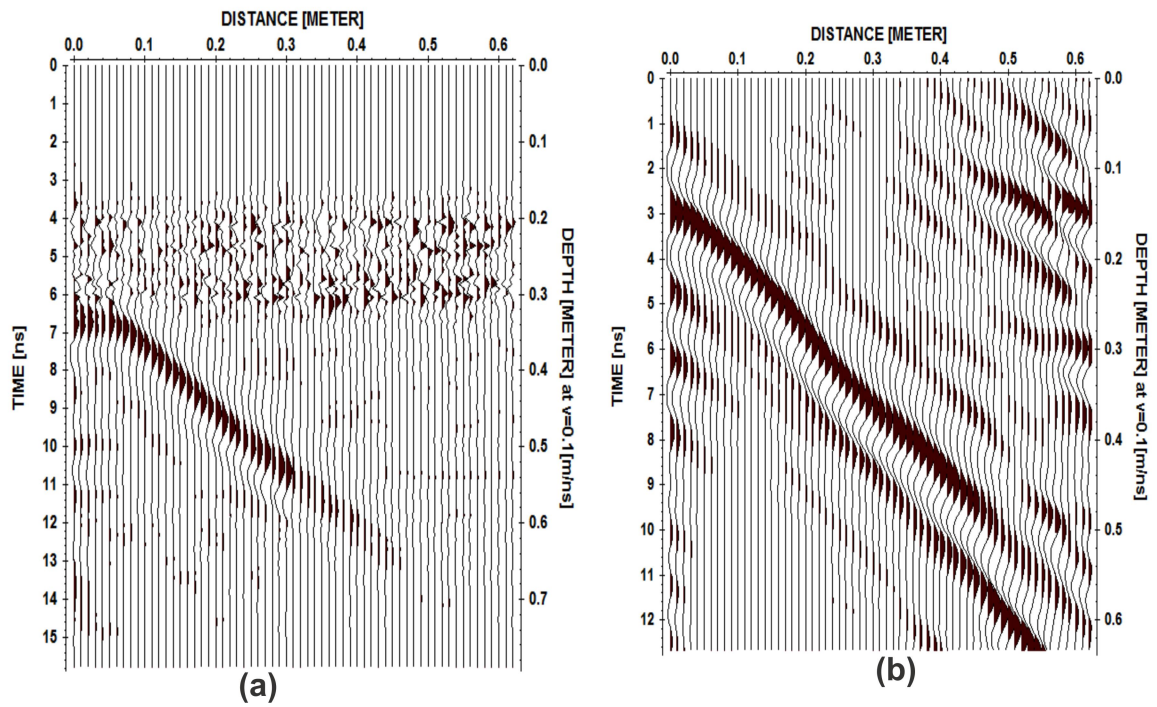 DISTANCE [METER]
0.0 0.1 0.2 0.3 0.4 0.5 0.6
0 0.0
1
2 0.1
3
4 0.2
5
6 0.3
7
8 0.4
9
10 0.5
11
12 0.6
13
14 0.7
15
TIME [ns]
DEPTH [METER] at v=0.1[m/ns]
(a)
DISTANCE [METER]
0.0 0.1 0.2 0.3 0.4 0.5 0.6
0 0.0
1
2 0.1
3
4 0.2
5
6 0.3
7
8 0.4
9
10 0.5
11
12 0.6
TIME [ns]
DEPTH [METER] at v=0.1[m/ns]
(b)